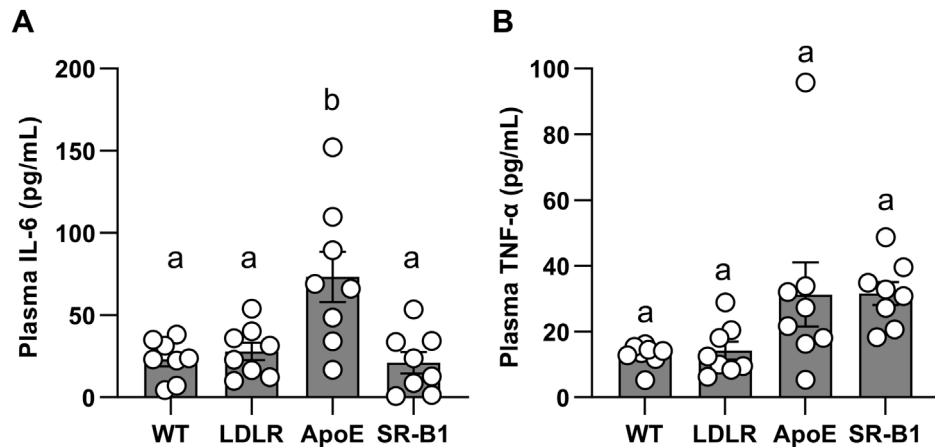 A
Plasma IL-6 (pg/mL)
200
150
100
50
0
a
a
b
a
WT
LDLR
ApoE
SR-B1
B
Plasma TNF-α (pg/mL)
100
80
60
40
20
0
a
a
a
a
WT
LDLR
ApoE
SR-B1